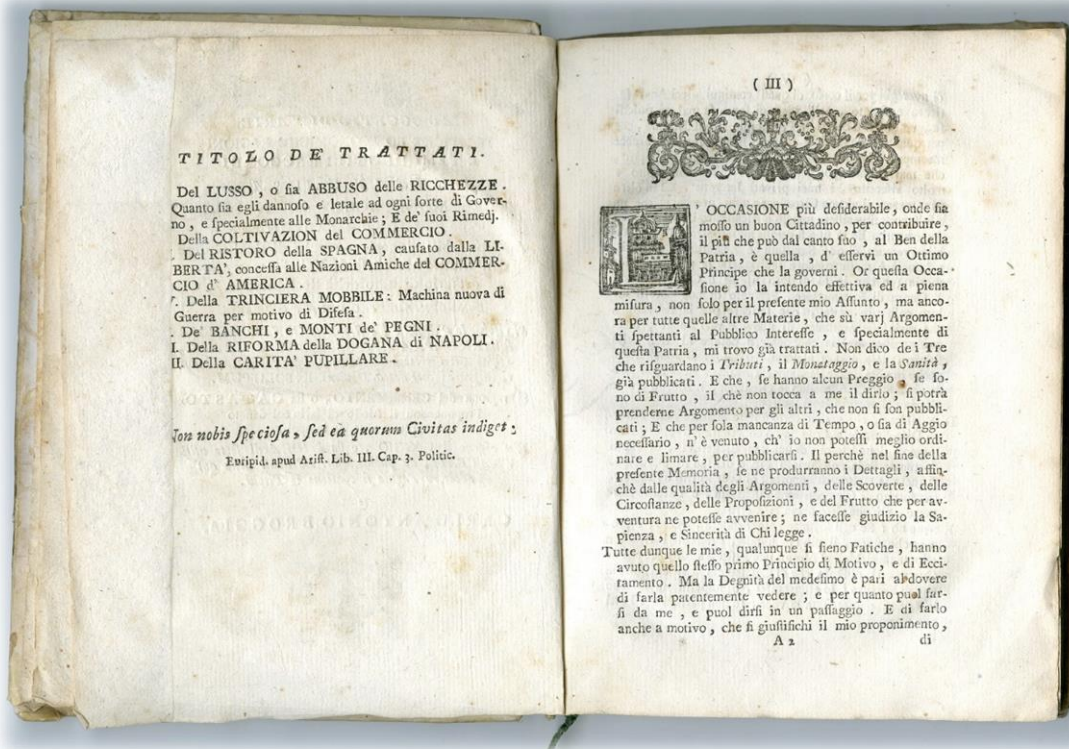 TITOLO DE' TRATTATI.
Del LUSSO, o ſia ABBUSO delle RICCHEZZE.
Quanto ſia egli dannoſo e letale ad ogni ſorte di Gover-
no, e ſpecialmente alle Monarchie; E de' ſuoi Rimedj.
Della COLTIVAZION del COMMERCIO.
Del RISTORO della SPAGNA, cauſato dalla LI-
BERTA', conceſſa alle Nazioni Amiche del COMMER-
CIO d' AMERICA.
. Della TRINCIERA MOBBILE: Machina nuova di
Guerra per motivo di Difeſa.
. De' BANCHI, e MONTI de' PEGNI.
I. Della RIFORMA della DOGANA di NAPOLI.
II. Della CARITA' PUPILLARE.
Non nobis ſpecioſa, ſed ea quorum Civitas indiget;
Euripid. apud Ariſt. Lib. III. Cap. 3. Politic.
( III )
L' OCCASIONE più deſiderabile, onde ſia
moſſo un buon Cittadino, per contribuire,
il più che può dal canto ſuo, al Ben della
Patria, è quella, d' eſſervi un Ottimo
Principe che la governi. Or queſta Occa-
ſione io la intendo effettiva ed a piena
miſura, non ſolo per il preſente mio Aſſunto, ma anco-
ra per tutte quelle altre Materie, che sù varj Argomen-
ti ſpettanti al Pubblico Intereſſe, e ſpecialmente di
queſta Patria, mi trovo già trattati. Non dico de i Tre
che riſguardano i Tributi, il Monetaggio, e la Sanità,
già pubblicati. E che, ſe hanno alcun Preggio, ſe ſo-
no di Frutto, il chè non tocca a me il dirlo; ſi potrà
prenderne Argomento per gli altri, che non ſi ſon pubbli-
cati; E che per ſola mancanza di Tempo, o ſia di Aggio
neceſſario, n' è venuto, ch' io non poteſſi meglio ordi-
nare e limare, per pubblicarſi. Il perchè nel fine della
preſente Memoria, ſe ne produrranno i Dettagli, affin-
chè dalle qualità degli Argomenti, delle Scoverte, delle
Circoſtanze, delle Propoſizioni, e del Frutto che per av-
ventura ne poteſſe avvenire; ne faceſſe giudizio la Sa-
pienza, e Sincerità di Chi legge.
Tutte dunque le mie, qualunque ſi ſieno Fatiche, hanno
avuto quello ſteſſo primo Principio di Motivo, e di Ecci-
tamento. Ma la Degnità del medeſimo è pari al dovere
di farla patentemente vedere; e per quanto puol far-
ſi da me, e puol dirſi in un paſſaggio. E di farlo
anche a motivo, che ſi giuſtifichi il mio proponimento,
A 2 di